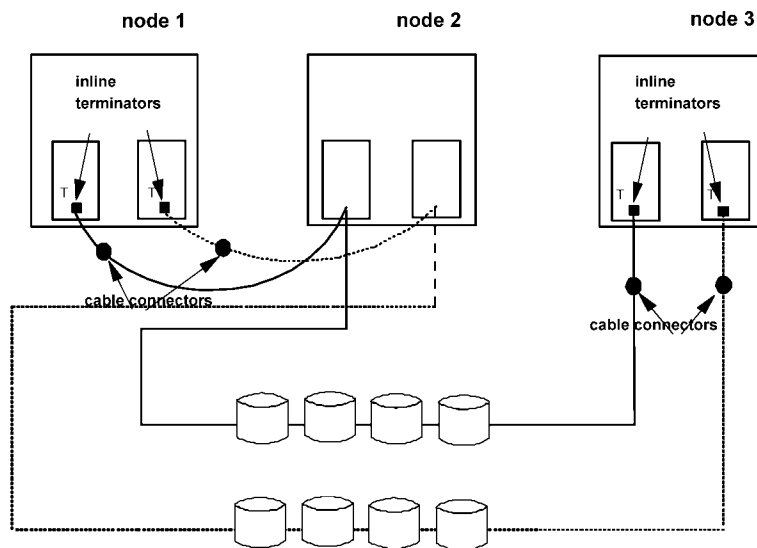 node 1
node 2
node 3
inline
terminators
inline
terminators
T
T
T
T
cable connectors
cable connectors